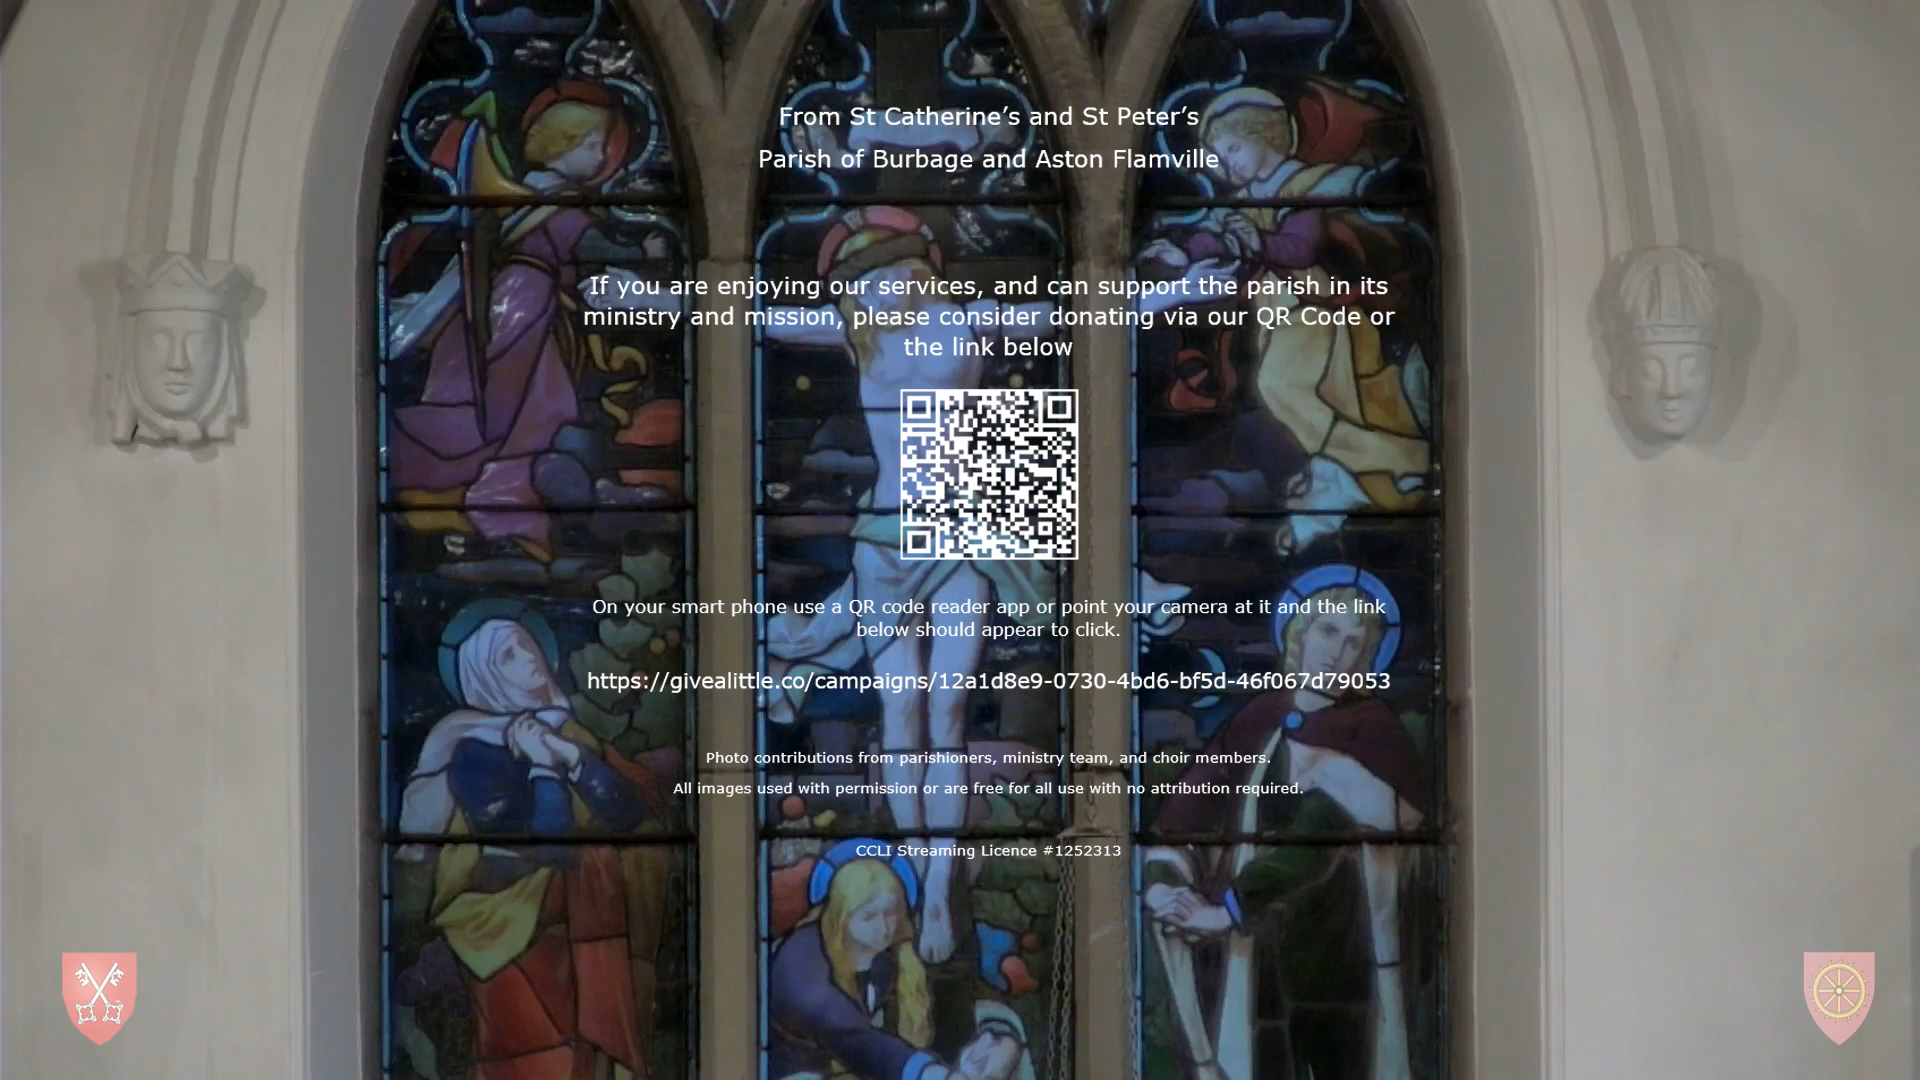 From St Catherine’s and St Peter’s
Parish of Burbage and Aston Flamville
If you are enjoying our services, and can support the parish in its
ministry and mission, please consider donating via our QR Code or
the link below
On your smart phone use a QR code reader app or point your camera at it and the link
below should appear to click.
https://givealittle.co/campaigns/12a1d8e9-0730-4bd6-bf5d-46f067d79053
Photo contributions from parishioners, ministry team, and choir members.
All images used with permission or are free for all use with no attribution required.
CCLI Streaming Licence #1252313